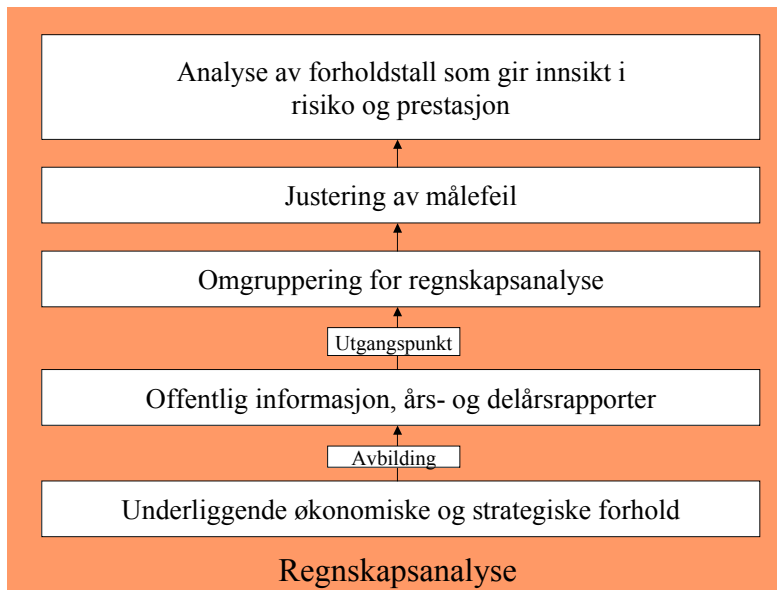 Analyse av forholdstall som gir innsikt i
risiko og prestasjon
Justering av målefeil
Omgruppering for regnskapsanalyse
Utgangspunkt
Offentlig informasjon, års- og delårsrapporter
Avbilding
Underliggende økonomiske og strategiske forhold
Regnskapsanalyse